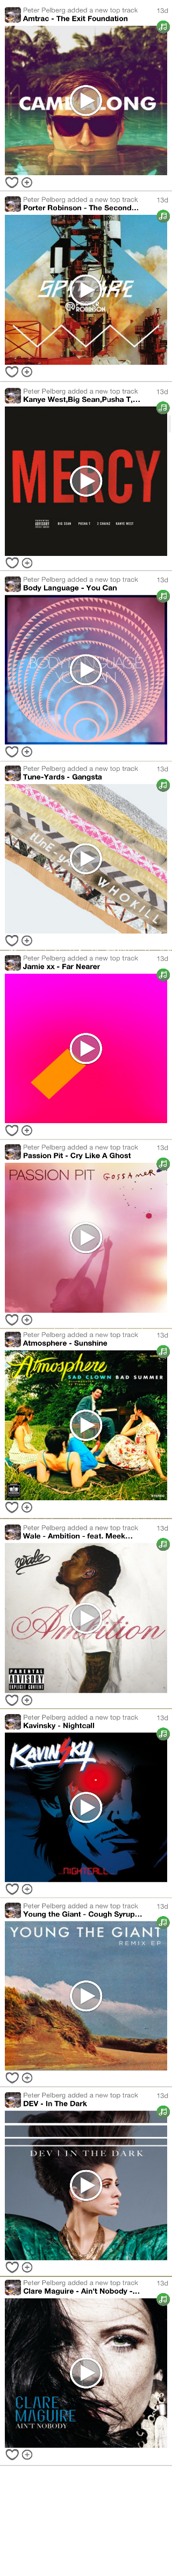 Peter Pelberg added a new top track 13d
Amtrac - The Exit Foundation
CAME ALONG
Peter Pelberg added a new top track 13d
Porter Robinson - The Second...
SPITFIRE
ROBINSON
Peter Pelberg added a new top track 13d
Kanye West,Big Sean,Pusha T,...
MERCY
BIG SEAN PUSHA T 2 CHAINZ KANYE WEST
Peter Pelberg added a new top track 13d
Body Language - You Can
BODY LANGUAGE
YOU CAN
Peter Pelberg added a new top track 13d
Tune-Yards - Gangsta
WHOKILL
Peter Pelberg added a new top track 13d
Jamie xx - Far Nearer
Peter Pelberg added a new top track 13d
Passion Pit - Cry Like A Ghost
PASSION PIT
GOSSAMER
Peter Pelberg added a new top track 13d
Atmosphere - Sunshine
Atmosphere
SAD CLOWN BAD SUMMER
Peter Pelberg added a new top track 13d
Wale - Ambition - feat. Meek...
Wale
Ambition
PARENTAL
ADVISORY
EXPLICIT CONTENT
Peter Pelberg added a new top track 13d
Kavinsky - Nightcall
KAVINSKY
NIGHTCALL
Peter Pelberg added a new top track 13d
Young the Giant - Cough Syrup...
YOUNG THE GIANT
REMIX EP
Peter Pelberg added a new top track 13d
DEV - In The Dark
DEV | IN THE DARK
Peter Pelberg added a new top track 13d
Clare Maguire - Ain't Nobody -...
CLARE
MAGUIRE
AIN'T NOBODY